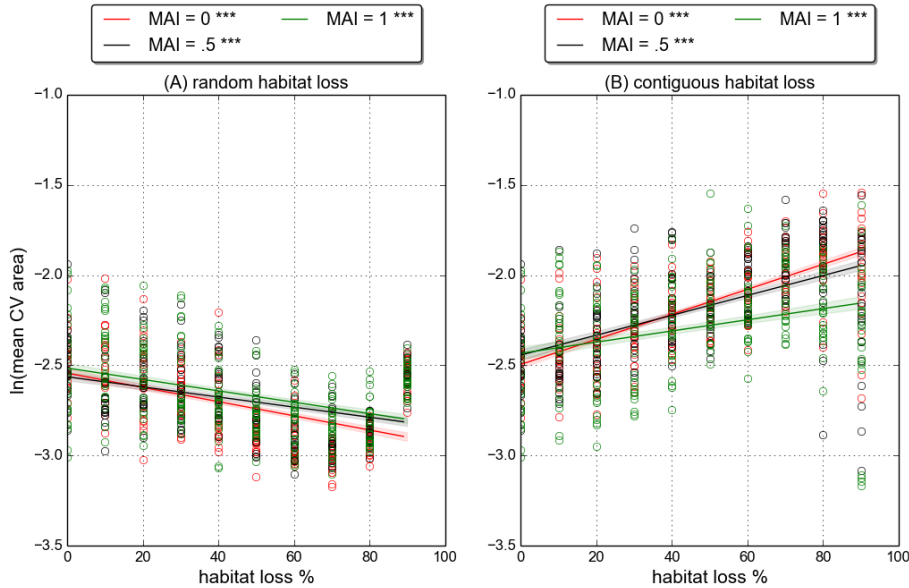 MAI = 0 *** MAI = 1 ***
MAI = .5 ***
MAI = 0 *** MAI = 1 ***
MAI = .5 ***
(A) random habitat loss
(B) contiguous habitat loss
ln(mean CV area)
−1.0
−1.5
−2.0
−2.5
−3.0
−3.5
0 20 40 60 80 100
habitat loss %
−1.0
−1.5
−2.0
−2.5
−3.0
−3.5
0 20 40 60 80 100
habitat loss %